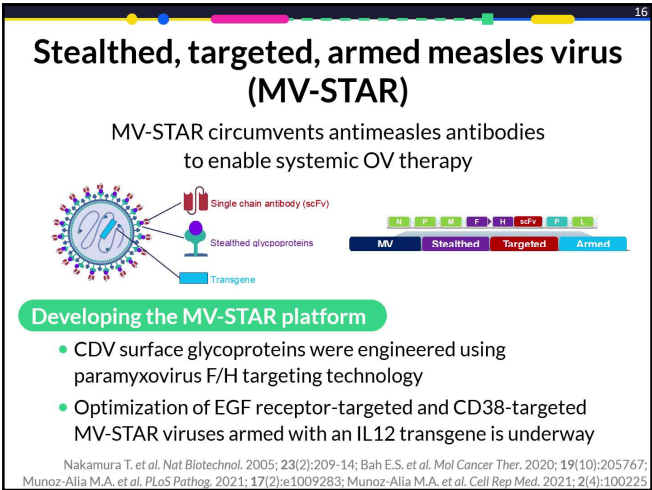 16
Stealthed, targeted, armed measles virus
(MV-STAR)
MV-STAR circumvents antimeasles antibodies
to enable systemic OV therapy
Single chain antibody (scFv)
Stealthed glycproteins
Transgene
N P M F H scFv P L
MV Stealthed Targeted Armed
Developing the MV-STAR platform
• CDV surface glycoproteins were engineered using
paramyxovirus F/H targeting technology
• Optimization of EGF receptor-targeted and CD38-targeted
MV-STAR viruses armed with an IL12 transgene is underway
Nakamura T. et al. Nat Biotechnol. 2005; 23(2):209-14; Bah E.S. et al. Mol Cancer Ther. 2020; 19(10):205767;
Munoz-Alia M.A. et al. PLoS Pathog. 2021; 17(2):e1009283; Munoz-Alia M.A. et al. Cell Rep Med. 2021; 2(4):100225